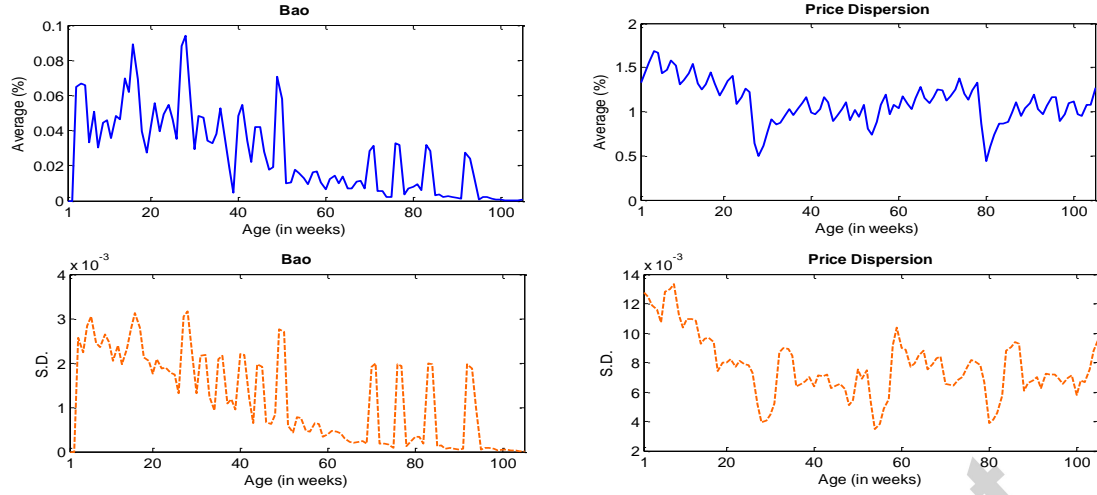 Bao
0.1
0.08
0.06
0.04
0.02
0
Average (%)
1 20 40 60 80 100
Age (in weeks)
Price Dispersion
2
1.5
1
0.5
0
Average (%)
1 20 40 60 80 100
Age (in weeks)
Bao
x 10⁻³
4
3
2
1
0
S.D.
1 20 40 60 80 100
Age (in weeks)
Price Dispersion
x 10⁻³
14
12
10
8
6
4
2
S.D.
1 20 40 60 80 100
Age (in weeks)